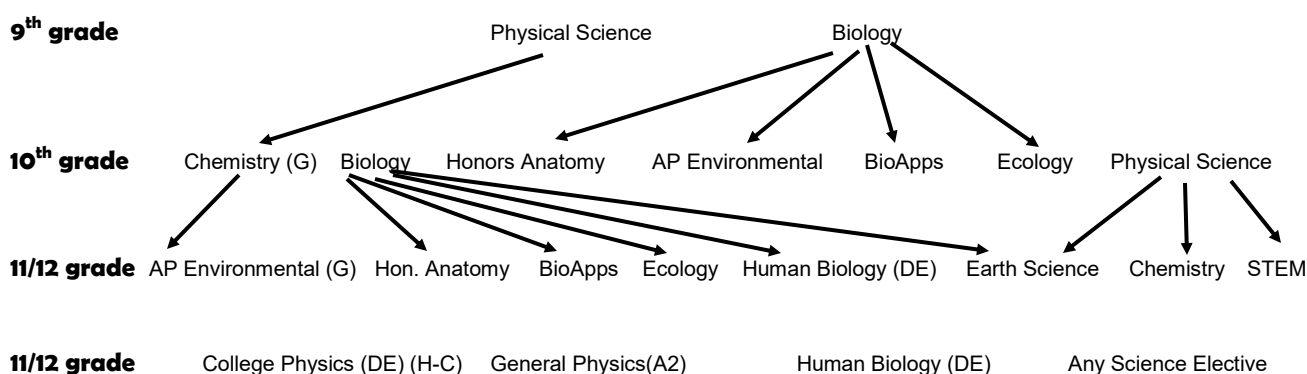 9th grade Physical Science Biology
10th grade Chemistry (G) Biology Honors Anatomy AP Environmental BioApps Ecology Physical Science
11/12 grade AP Environmental (G) Hon. Anatomy BioApps Ecology Human Biology (DE) Earth Science Chemistry STEM
11/12 grade College Physics (DE) (H-C) General Physics(A2) Human Biology (DE) Any Science Elective